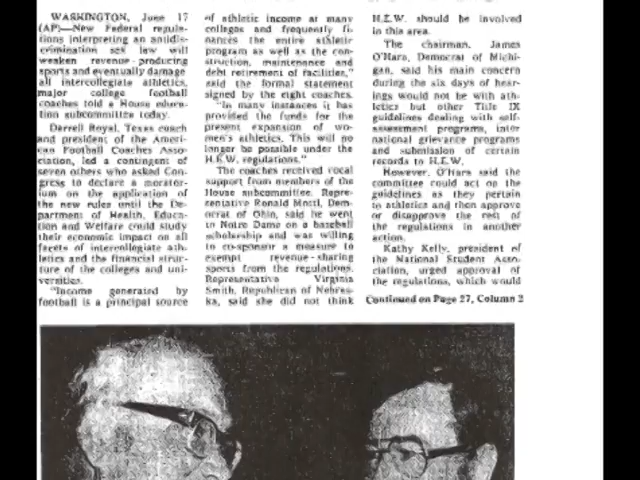 WASHINGTON, June 17
(AP)—New Federal regula-
tions interpreting an antidis-
crimination sex law will
weaken revenue-producing
sports and eventually damage
all intercollegiate athletics,
major college football
coaches told a House educa-
tion subcommittee today.
Darrell Royal, Texas coach
and president of the Ameri-
can Football Coaches Asso-
ciation, led a contingent of
seven others who asked Con-
gress to declare a morator-
ium on the application of
the new rules until the De-
partment of Health, Educa-
tion and Welfare could study
their economic impact on all
facets of intercollegiate ath-
letics and the financial struc-
ture of the colleges and uni-
versities.
"Income generated by
football is a principal source
of athletic income at many
colleges and frequently fi-
nances the entire athletic
program as well as the con-
struction, maintenance and
debt retirement of facilities,"
said the formal statement
signed by the eight coaches.
"In many instances it has
provided the funds for the
present expansion of wo-
men's athletics. This will no
longer be possible under the
H.E.W. regulations."
The coaches received vocal
support from members of the
House subcommittee. Repre-
sentative Ronald Mottl, Dem-
ocrat of Ohio, said he went
to Notre Dame on a baseball
scholarship and was willing
to co-sponsor a measure to
exempt revenue-sharing
sports from the regulations.
Representative Virginia
Smith, Republican of Nebras-
ka, said she did not think
H.E.W. should be involved
in this area.
The chairman, James
O'Hara, Democrat of Michi-
gan, said his main concern
during the six days of hear-
ings would not be with ath-
letics but other Title IX
guidelines dealing with self-
assessment programs, inter
national grievance programs
and submission of certain
records to H.E.W.
However, O'Hara said the
committee could act on the
guidelines as they pertain
to athletics and then approve
or disapprove the rest of
the regulations in another
action.
Kathy Kelly, president of
the National Student Asso-
ciation, urged approval of
the regulations, which would
Continued on Page 27, Column 2